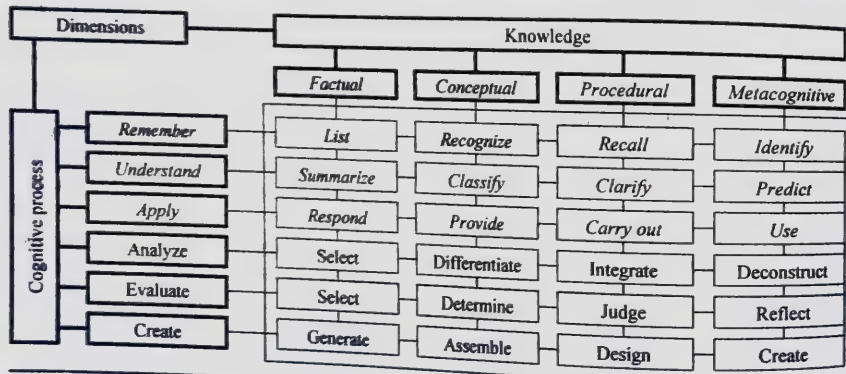 Dimensions
Knowledge
Factual Conceptual Procedural Metacognitive
Cognitive process
Remember List Recognize Recall Identify
Understand Summarize Classify Clarify Predict
Apply Respond Provide Carry out Use
Analyze Select Differentiate Integrate Deconstruct
Evaluate Select Determine Judge Reflect
Create Generate Assemble Design Create